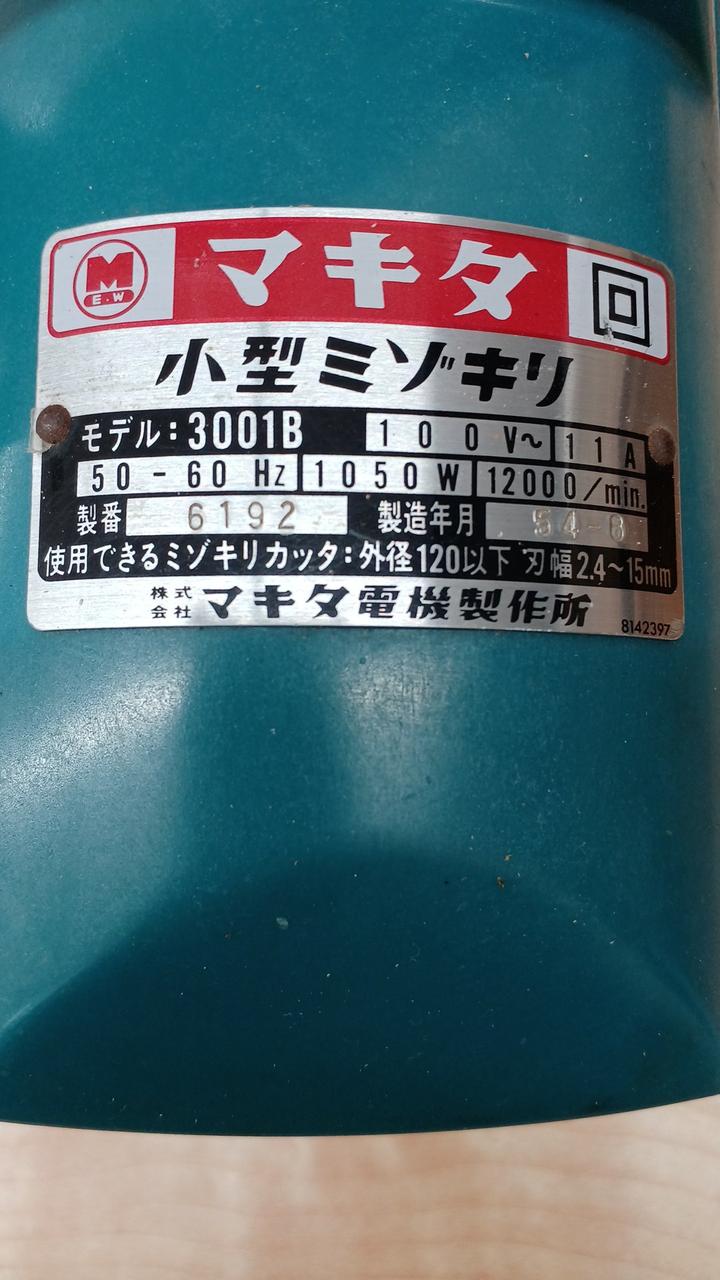 M
E.W
マキタ
小型ミゾキリ
モデル:3001B 100V~ 11A
50-60 Hz 1050W 12000/min.
製番 6192 製造年月 54-8
使用できるミゾキリカッタ:外径120以下 刃幅2.4~15mm
株式会社 マキタ電機製作所
8142397